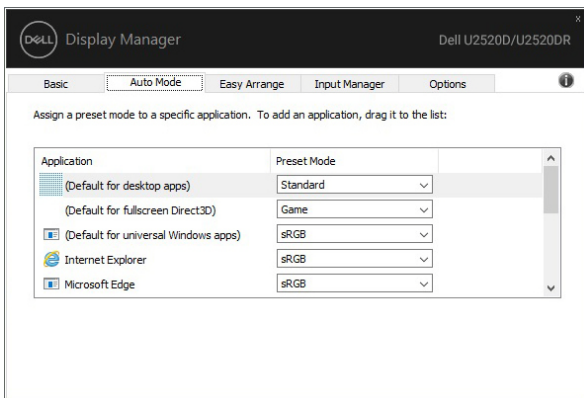 DELL Display Manager Dell U2520D/U2520DR x
Basic Auto Mode Easy Arrange Input Manager Options i
Assign a preset mode to a specific application. To add an application, drag it to the list:
Application Preset Mode
(Default for desktop apps) Standard
(Default for fullscreen Direct3D) Game
(Default for universal Windows apps) sRGB
Internet Explorer sRGB
Microsoft Edge sRGB